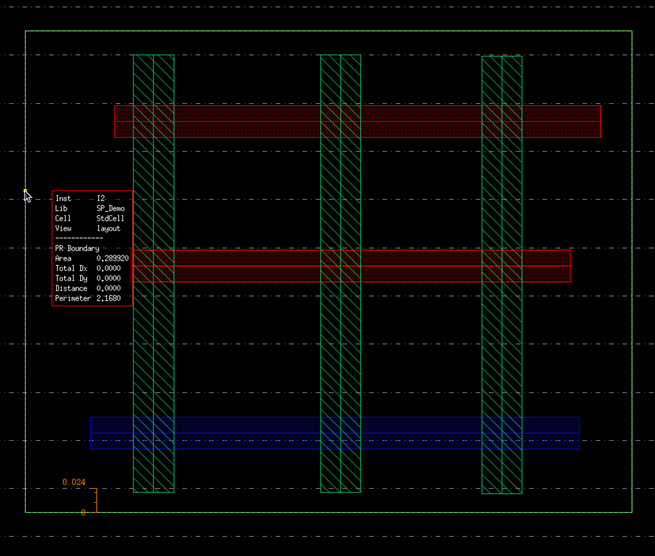 Inst I2
Lib SP_Demo
Cell StdCell
View layout
------------
PR Boundary
Area 0.289920
Total Dx 0.0000
Total Dy 0.0000
Distance 0.0000
Perimeter 2.1680
0.024
0